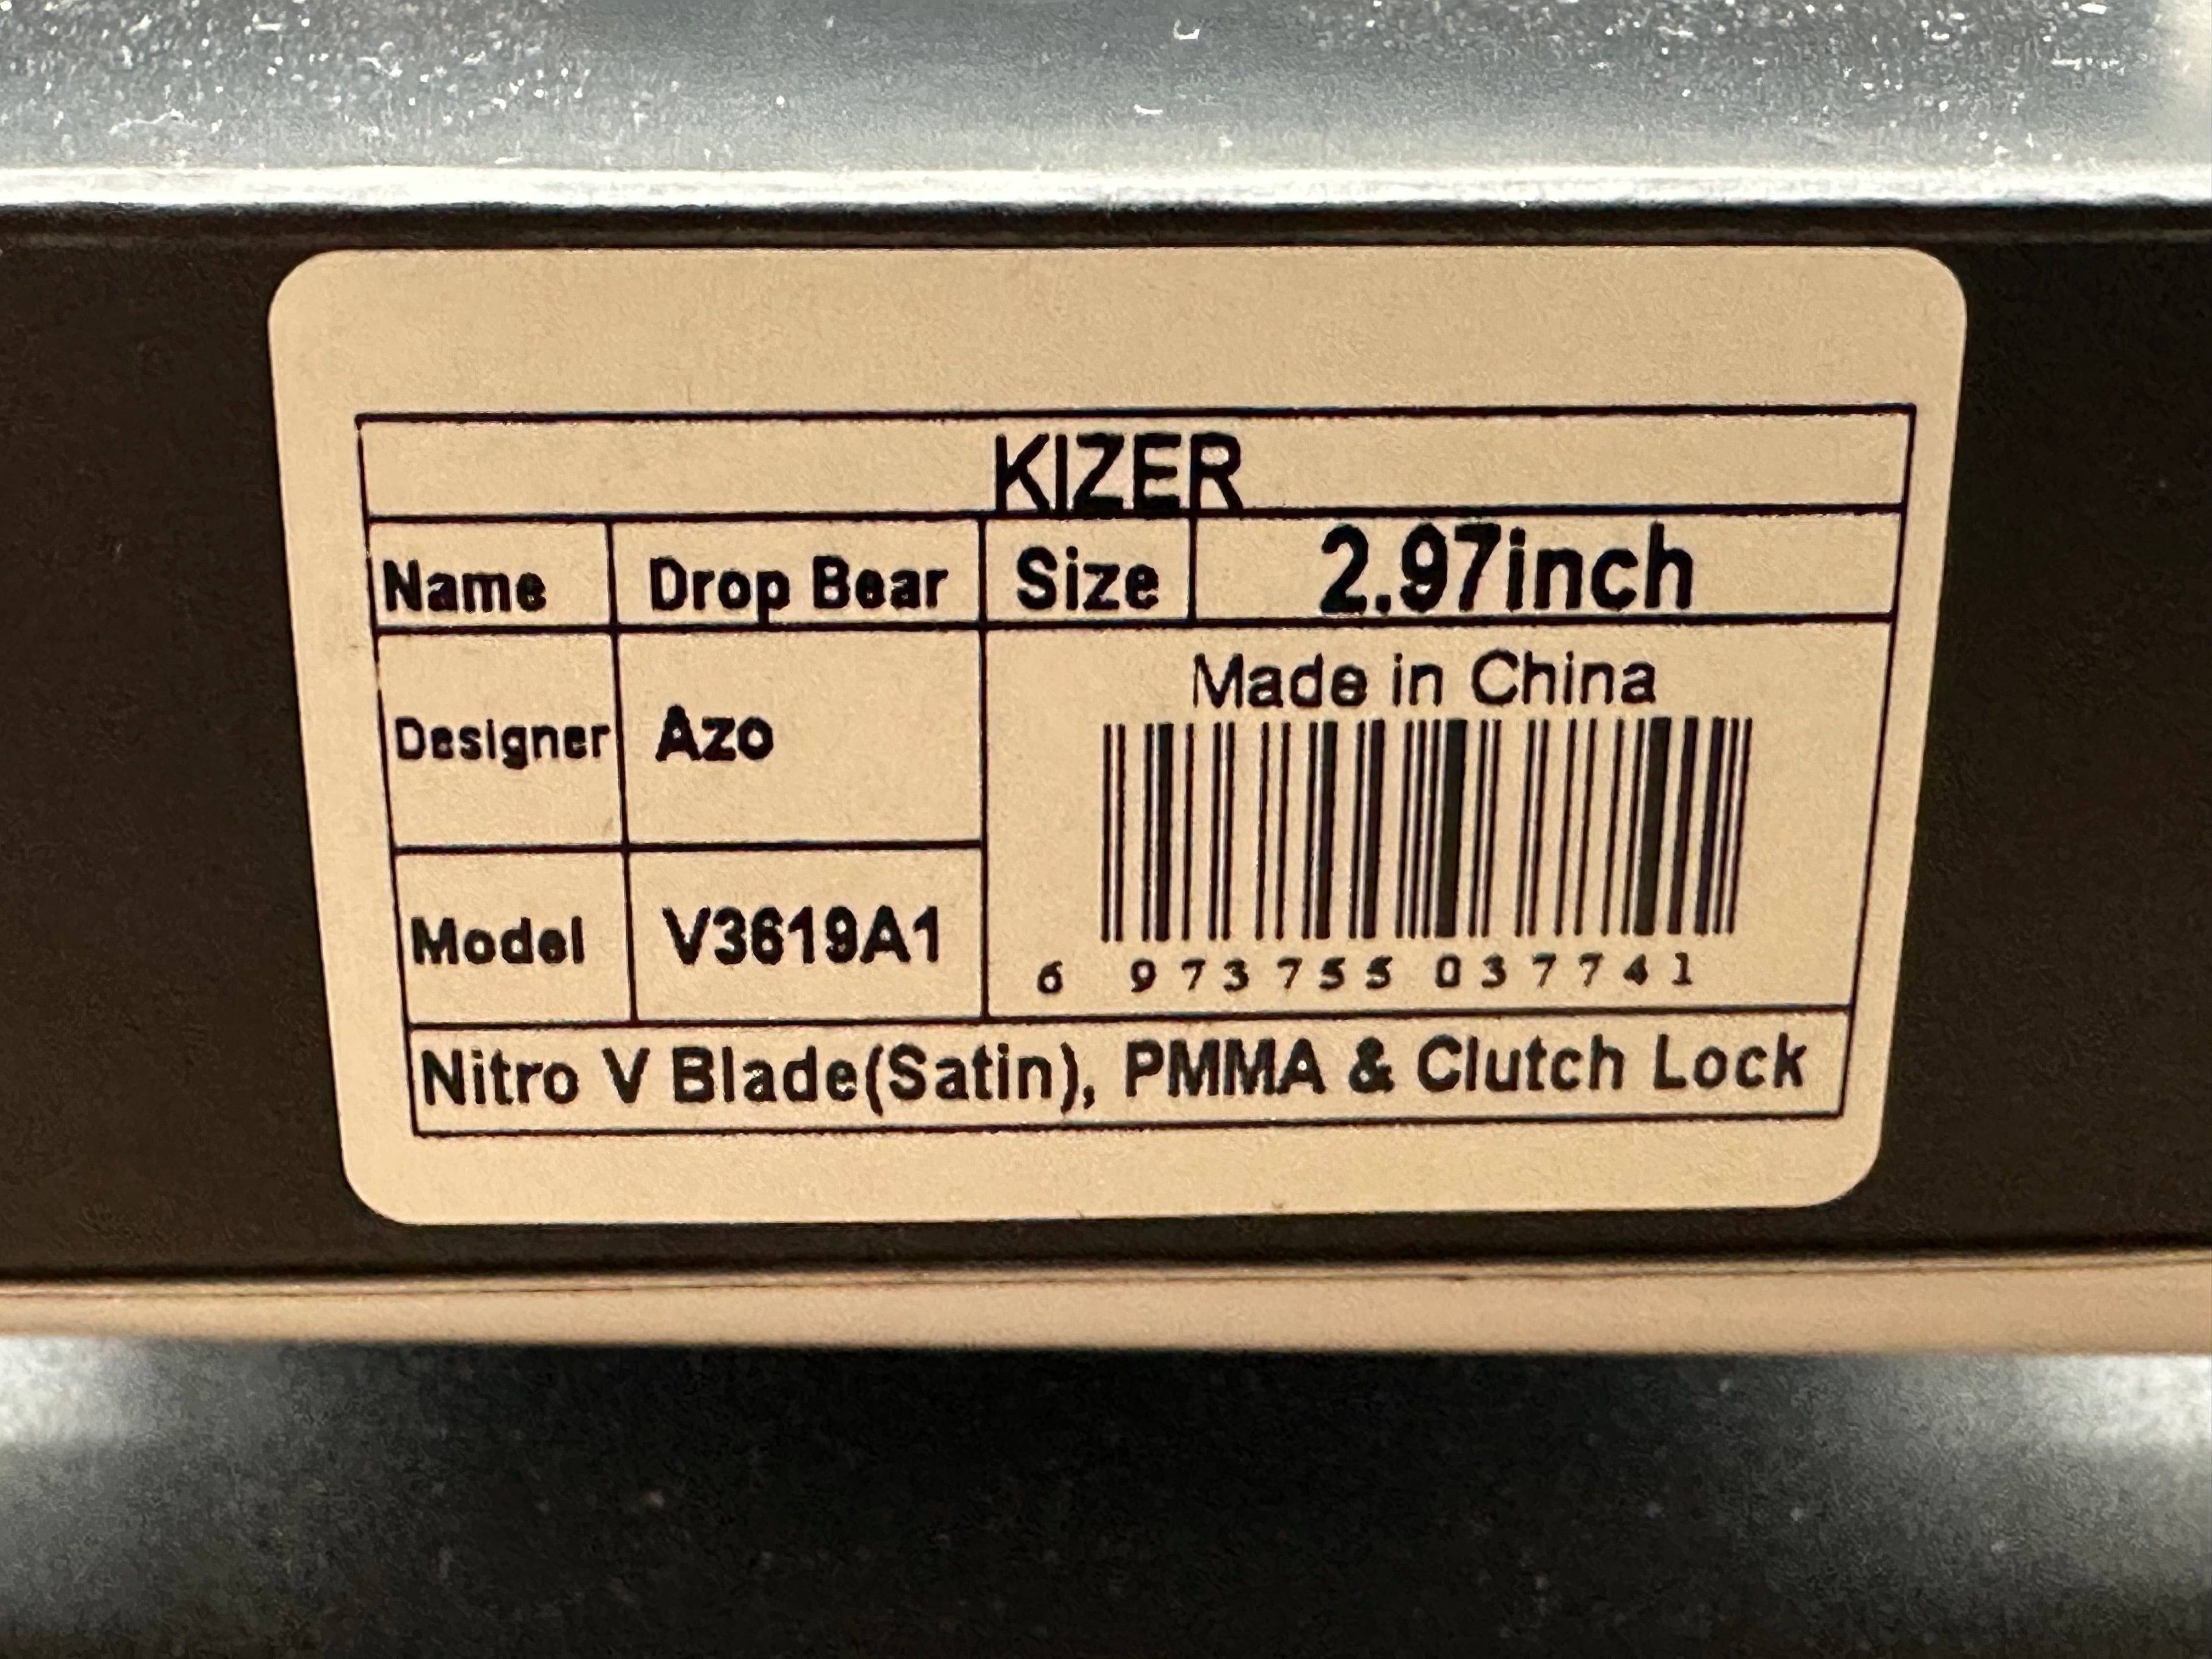 KIZER
Name Drop Bear Size 2.97inch
Designer Azo
Made in China
Model V3619A1
6 973755 037741
Nitro V Blade(Satin), PMMA & Clutch Lock